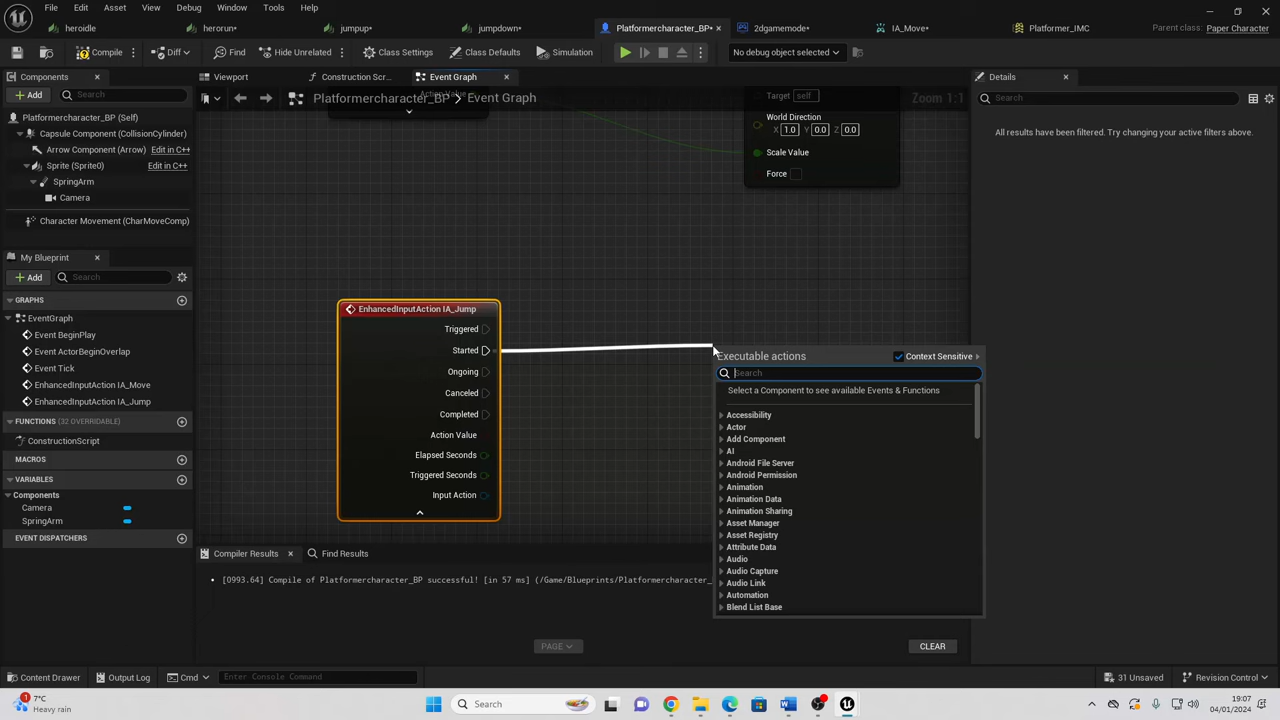 File Edit Asset View Debug Window Tools Help
heroidle
herorun•
jumpup•
jumpdown•
Platformercharacter_BP•
2dgamemode•
IA_Move•
Platformer_IMC
Parent class: Paper Character
Compile
Diff
Find
Hide Unrelated
Class Settings
Class Defaults
Simulation
No debug object selected
Components
Viewport
Construction Scr...
Event Graph
Details
Add
Search
Platformercharacter_BP > Event Graph
Zoom 1:1
Search
All results have been filtered. Try changing your active filters above.
Platformercharacter_BP (Self)
Capsule Component (CollisionCylinder)
Arrow Component (Arrow) Edit in C++
Sprite (Sprite0) Edit in C++
SpringArm
Camera
Character Movement (CharMoveComp)
Action Value
Target self
World Direction
X 1.0 Y 0.0 Z 0.0
Scale Value
Force
My Blueprint
Add
Search
GRAPHS
EventGraph
Event BeginPlay
Event ActorBeginOverlap
Event Tick
EnhancedInputAction IA_Move
EnhancedInputAction IA_Jump
FUNCTIONS (32 OVERRIDABLE)
ConstructionScript
MACROS
VARIABLES
Components
Camera
SpringArm
EVENT DISPATCHERS
EnhancedInputAction IA_Jump
Triggered
Started
Ongoing
Canceled
Completed
Action Value
Elapsed Seconds
Triggered Seconds
Input Action
Executable actions
Context Sensitive
Search
Select a Component to see available Events & Functions
Accessibility
Actor
Add Component
AI
Android File Server
Android Permission
Animation
Animation Data
Animation Sharing
Asset Manager
Asset Registry
Attribute Data
Audio
Audio Capture
Audio Link
Automation
Blend List Base
Compiler Results
Find Results
[0993.64] Compile of Platformercharacter_BP successful! [in 57 ms] (/Game/Blueprints/Platformercharacter_
PAGE
CLEAR
Content Drawer
Output Log
Cmd
Enter Console Command
31 Unsaved
Revision Control
1
7°C
Heavy rain
Search
19:07
04/01/2024